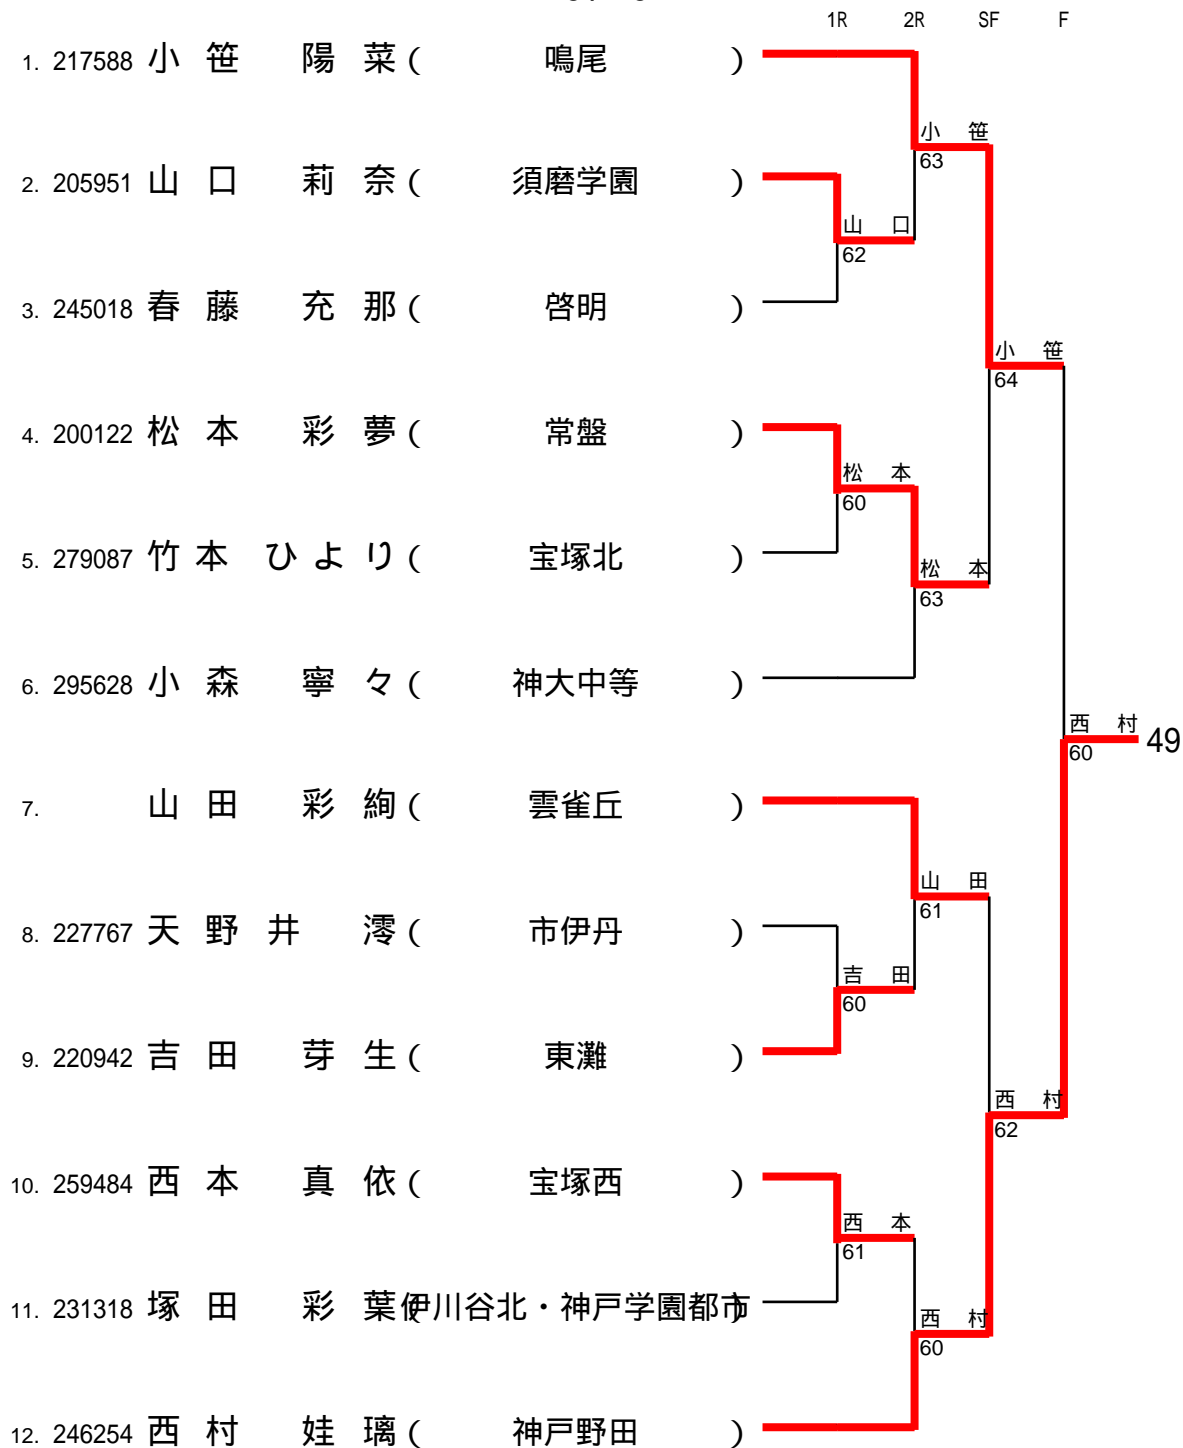 1R 2R SF F
1. 217588 小 笹 陽 菜 ( 鳴尾 )
小 笹
63
2. 205951 山 口 莉 奈 ( 須磨学園 )
山 口
62
3. 245018 春 藤 充 那 ( 啓明 )
小 笹
64
4. 200122 松 本 彩 夢 ( 常盤 )
松 本
60
5. 279087 竹 本 ひ よ り ( 宝塚北 )
松 本
63
6. 295628 小 森 寧 々 ( 神大中等 )
西 村
60 49
7. 山 田 彩 絢 ( 雲雀丘 )
山 田
61
8. 227767 天 野 井 澪 ( 市伊丹 )
吉 田
60
9. 220942 吉 田 芽 生 ( 東灘 )
西 村
62
10. 259484 西 本 真 依 ( 宝塚西 )
西 本
61
11. 231318 塚 田 彩 葉 ( 伊川谷北・神戸学園都市 )
西 村
60
12. 246254 西 村 娃 璃 ( 神戸野田 )